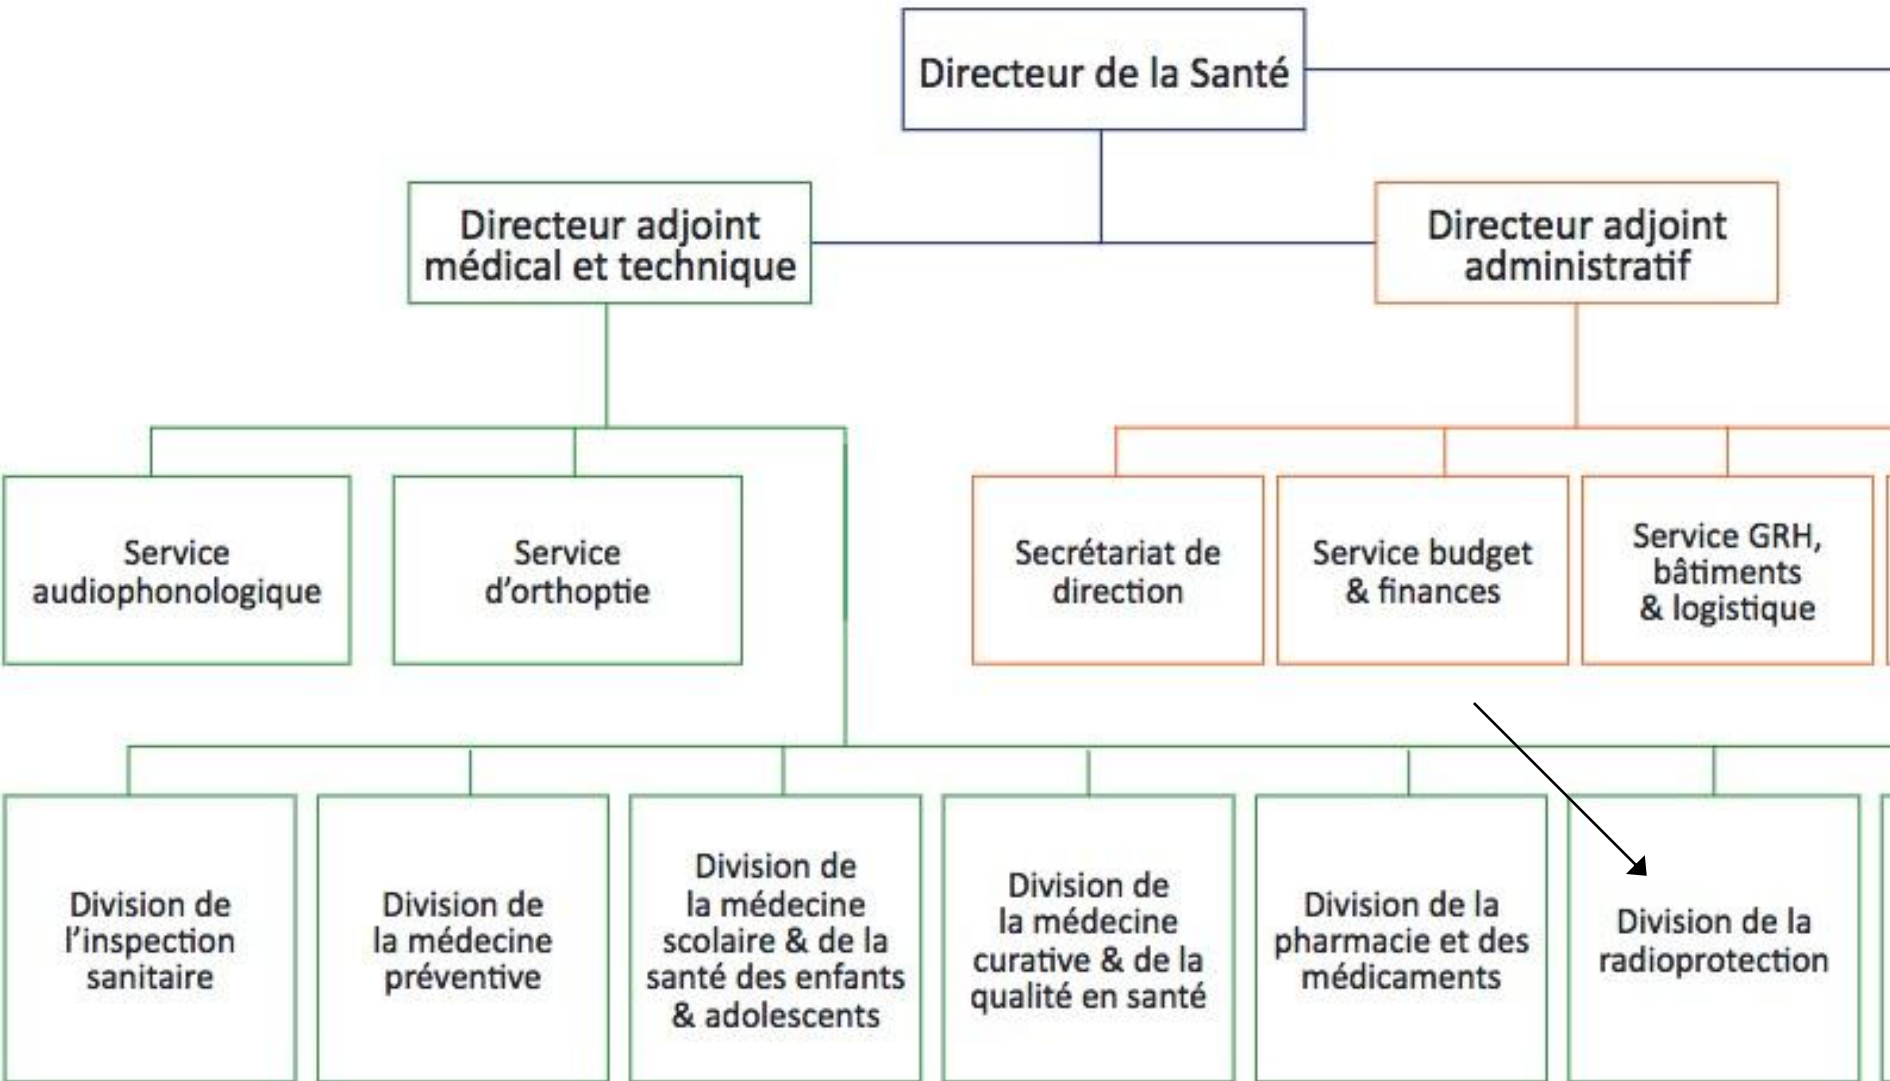 Directeur de la Santé
Directeur adjoint
médical et technique
Directeur adjoint
administratif
Service
audiophonologique
Service
d’orthoptie
Secrétariat de
direction
Service budget
& finances
Service GRH,
bâtiments
& logistique
Division de
l’inspection
sanitaire
Division de
la médecine
préventive
Division de
la médecine
scolaire & de la
santé des enfants
& adolescents
Division de
la médecine
curative & de la
qualité en santé
Division de la
pharmacie et des
médicaments
Division de la
radioprotection